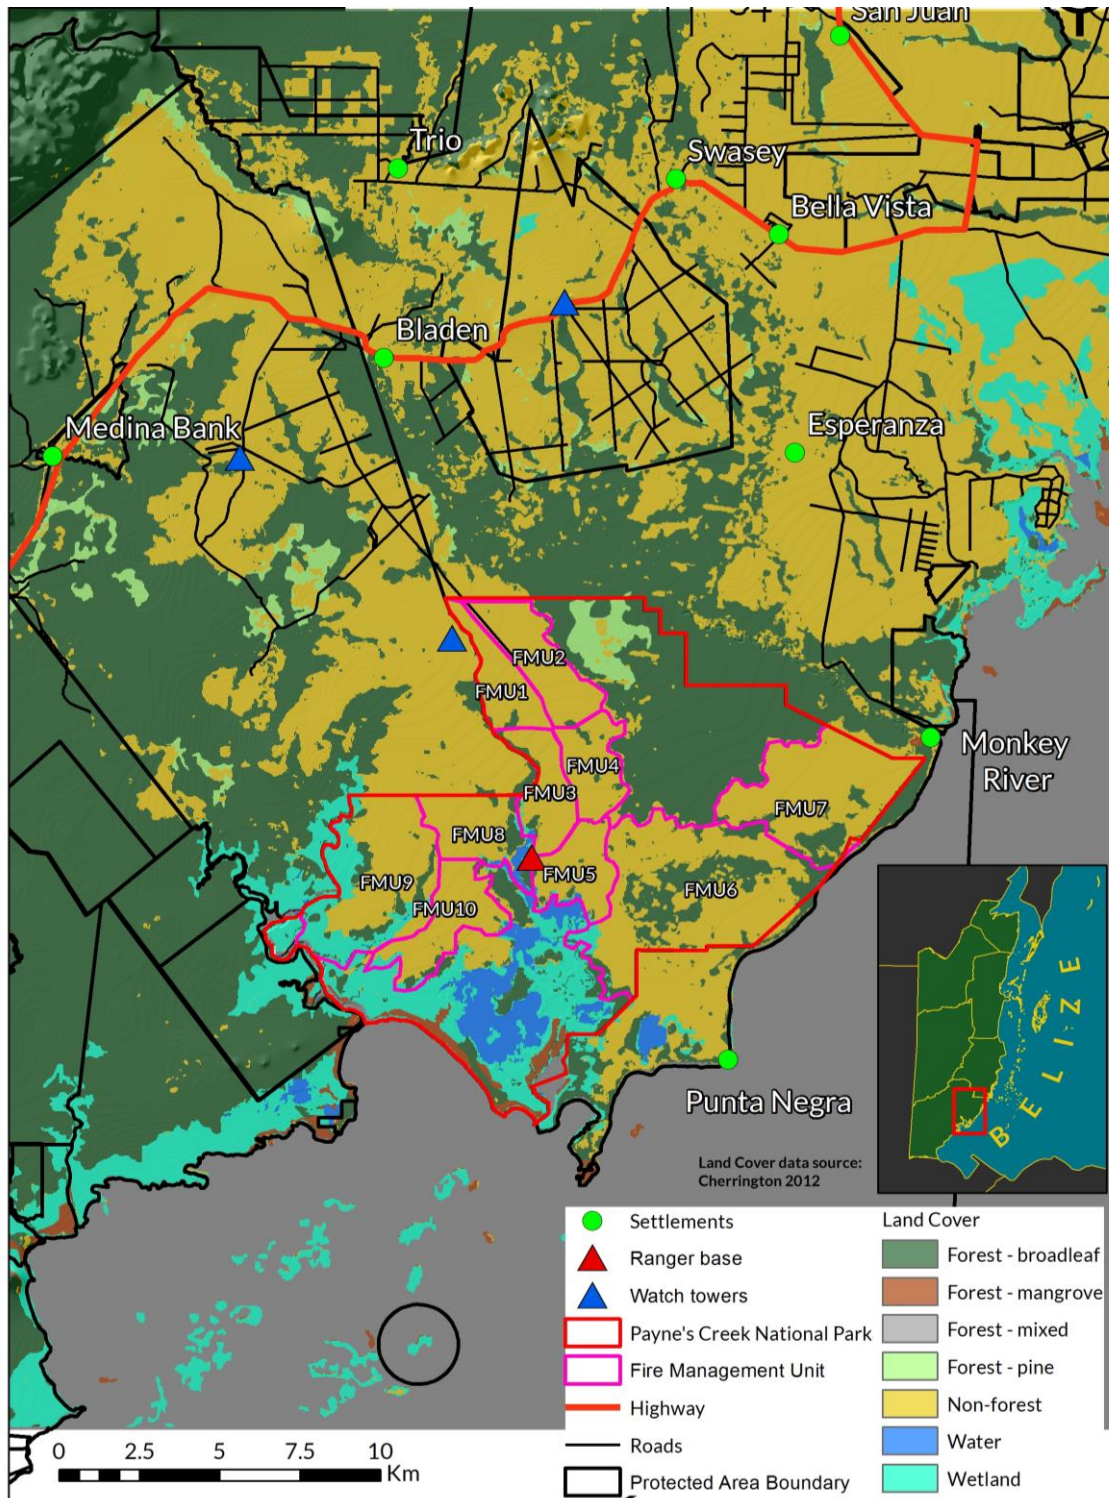 San Juan
Trio
Swasey
Bella Vista
Bladen
Medina Bank
Esperanza
FMU2
FMU1
Monkey
River
FMU4
FMU3
FMU7
FMU8
FMU5
FMU9
FMU6
FMU10
Punta Negra
BELIZE
Land Cover data source:
Cherrington 2012
Settlements
Ranger base
Watch towers
Payne's Creek National Park
Fire Management Unit
Highway
Roads
Protected Area Boundary
Land Cover
Forest - broadleaf
Forest - mangrove
Forest - mixed
Forest - pine
Non-forest
Water
Wetland
0 2.5 5 7.5 10
Km